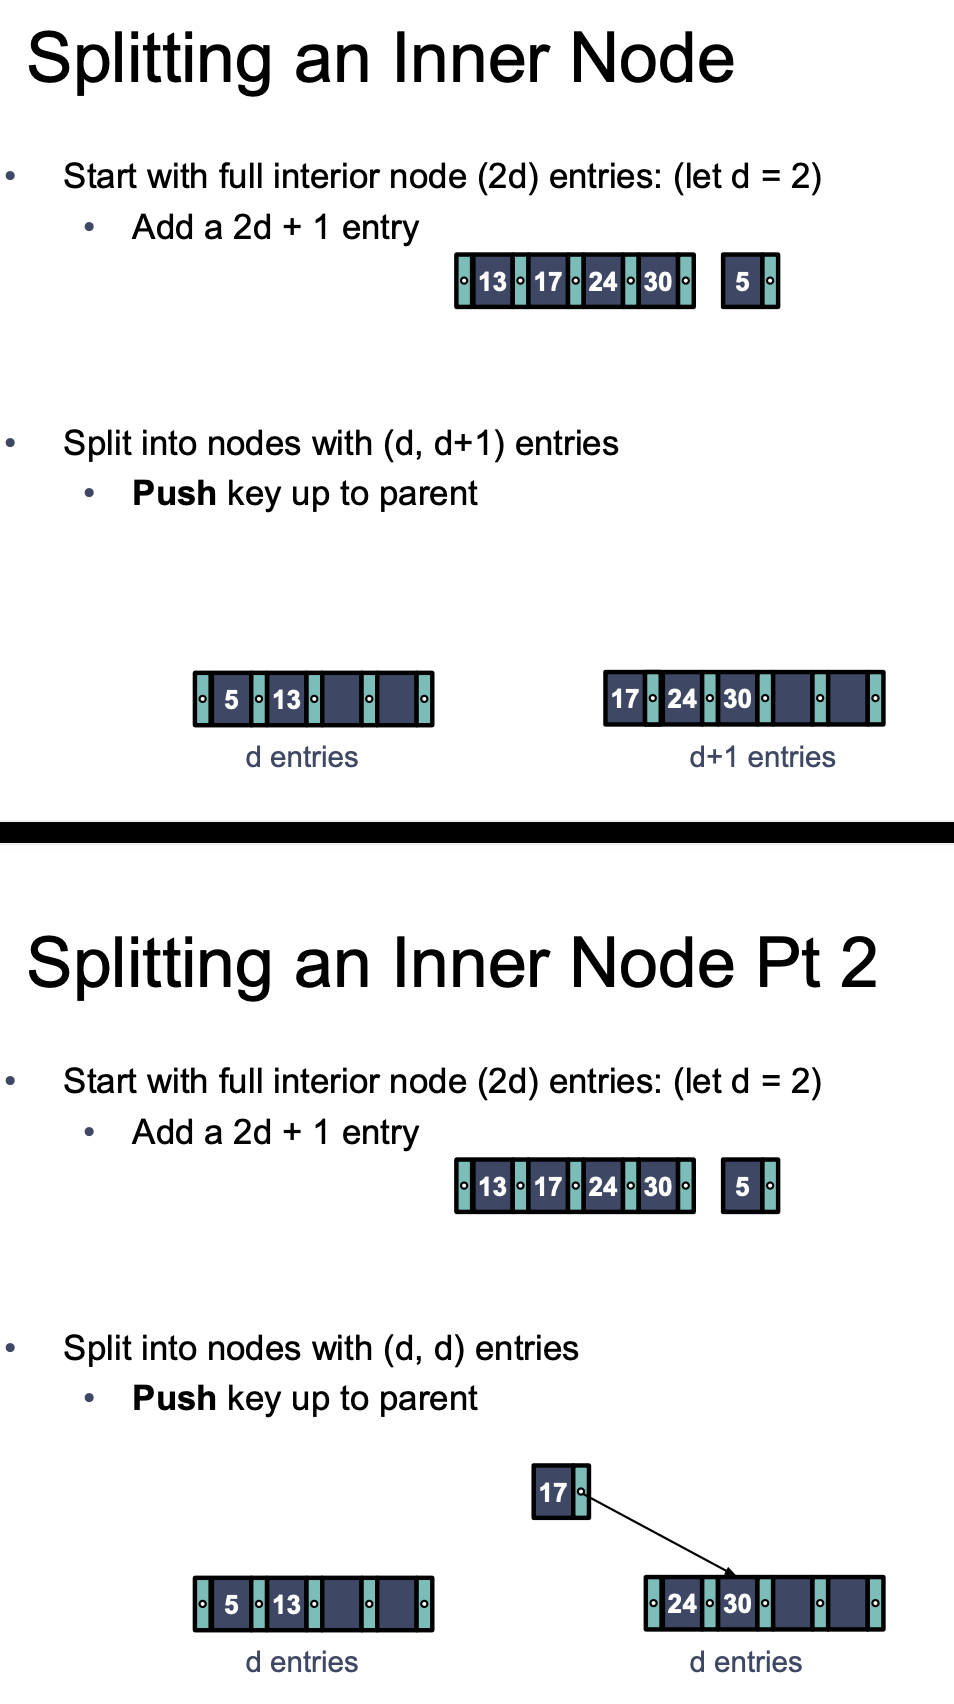 Splitting an Inner Node
• Start with full interior node (2d) entries: (let d = 2)
• Add a 2d + 1 entry
13 17 24 30 5
• Split into nodes with (d, d+1) entries
• Push key up to parent
5 13 17 24 30
d entries d+1 entries
Splitting an Inner Node Pt 2
• Start with full interior node (2d) entries: (let d = 2)
• Add a 2d + 1 entry
13 17 24 30 5
• Split into nodes with (d, d) entries
• Push key up to parent
17
5 13 24 30
d entries d entries